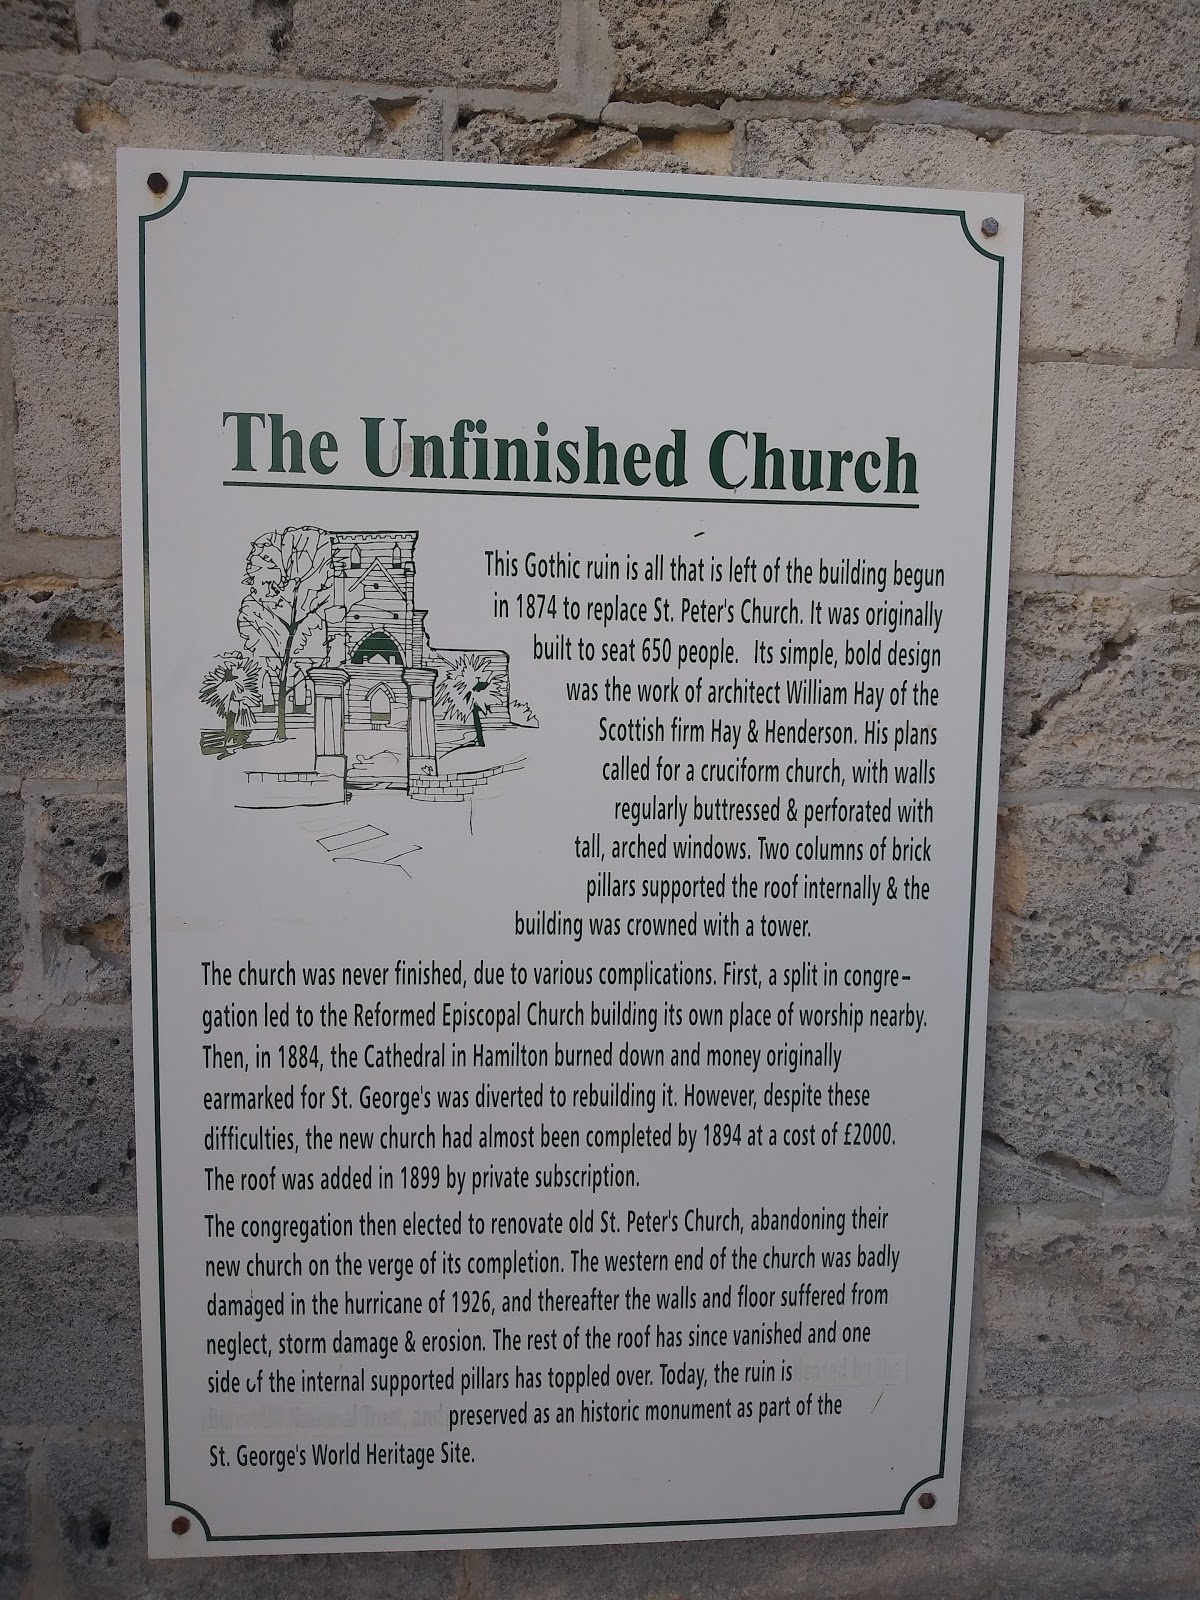 The Unfinished Church
This Gothic ruin is all that is left of the building begun
in 1874 to replace St. Peter's Church. It was originally
built to seat 650 people. Its simple, bold design
was the work of architect William Hay of the
Scottish firm Hay & Henderson. His plans
called for a cruciform church, with walls
regularly buttressed & perforated with
tall, arched windows. Two columns of brick
pillars supported the roof internally & the
building was crowned with a tower.
The church was never finished, due to various complications. First, a split in congre-
gation led to the Reformed Episcopal Church building its own place of worship nearby.
Then, in 1884, the Cathedral in Hamilton burned down and money originally
earmarked for St. George's was diverted to rebuilding it. However, despite these
difficulties, the new church had almost been completed by 1894 at a cost of £2000.
The roof was added in 1899 by private subscription.
The congregation then elected to renovate old St. Peter's Church, abandoning their
new church on the verge of its completion. The western end of the church was badly
damaged in the hurricane of 1926, and thereafter the walls and floor suffered from
neglect, storm damage & erosion. The rest of the roof has since vanished and one
side of the internal supported pillars has toppled over. Today, the ruin is leased by the
National Trust, and preserved as an historic monument as part of the
St. George's World Heritage Site.